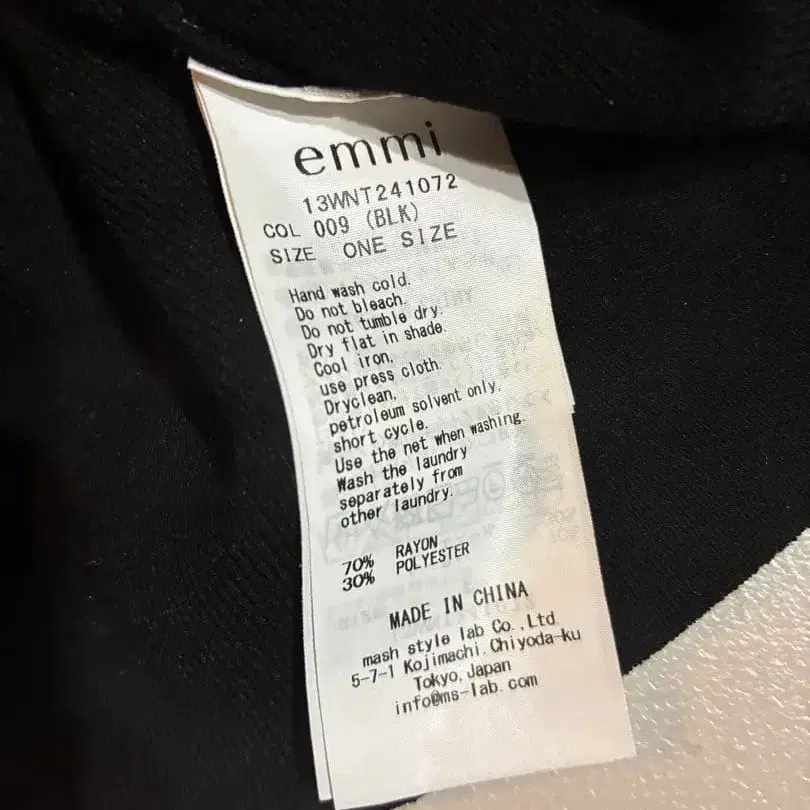 emmi
13WNT241072
COL 009 (BLK)
SIZE ONE SIZE
Hand wash cold.
Do not bleach.
Do not tumble dry.
Dry flat in shade.
Cool iron,
use press cloth.
Dryclean,
petroleum solvent only,
short cycle.
Use the net when washing.
Wash the laundry
separately from
other laundry.
70% RAYON
30% POLYESTER
MADE IN CHINA
mash style lab Co.,Ltd.
5-7-1 Kojimachi.Chiyoda-ku
Tokyo, Japan
info@ms-lab.com